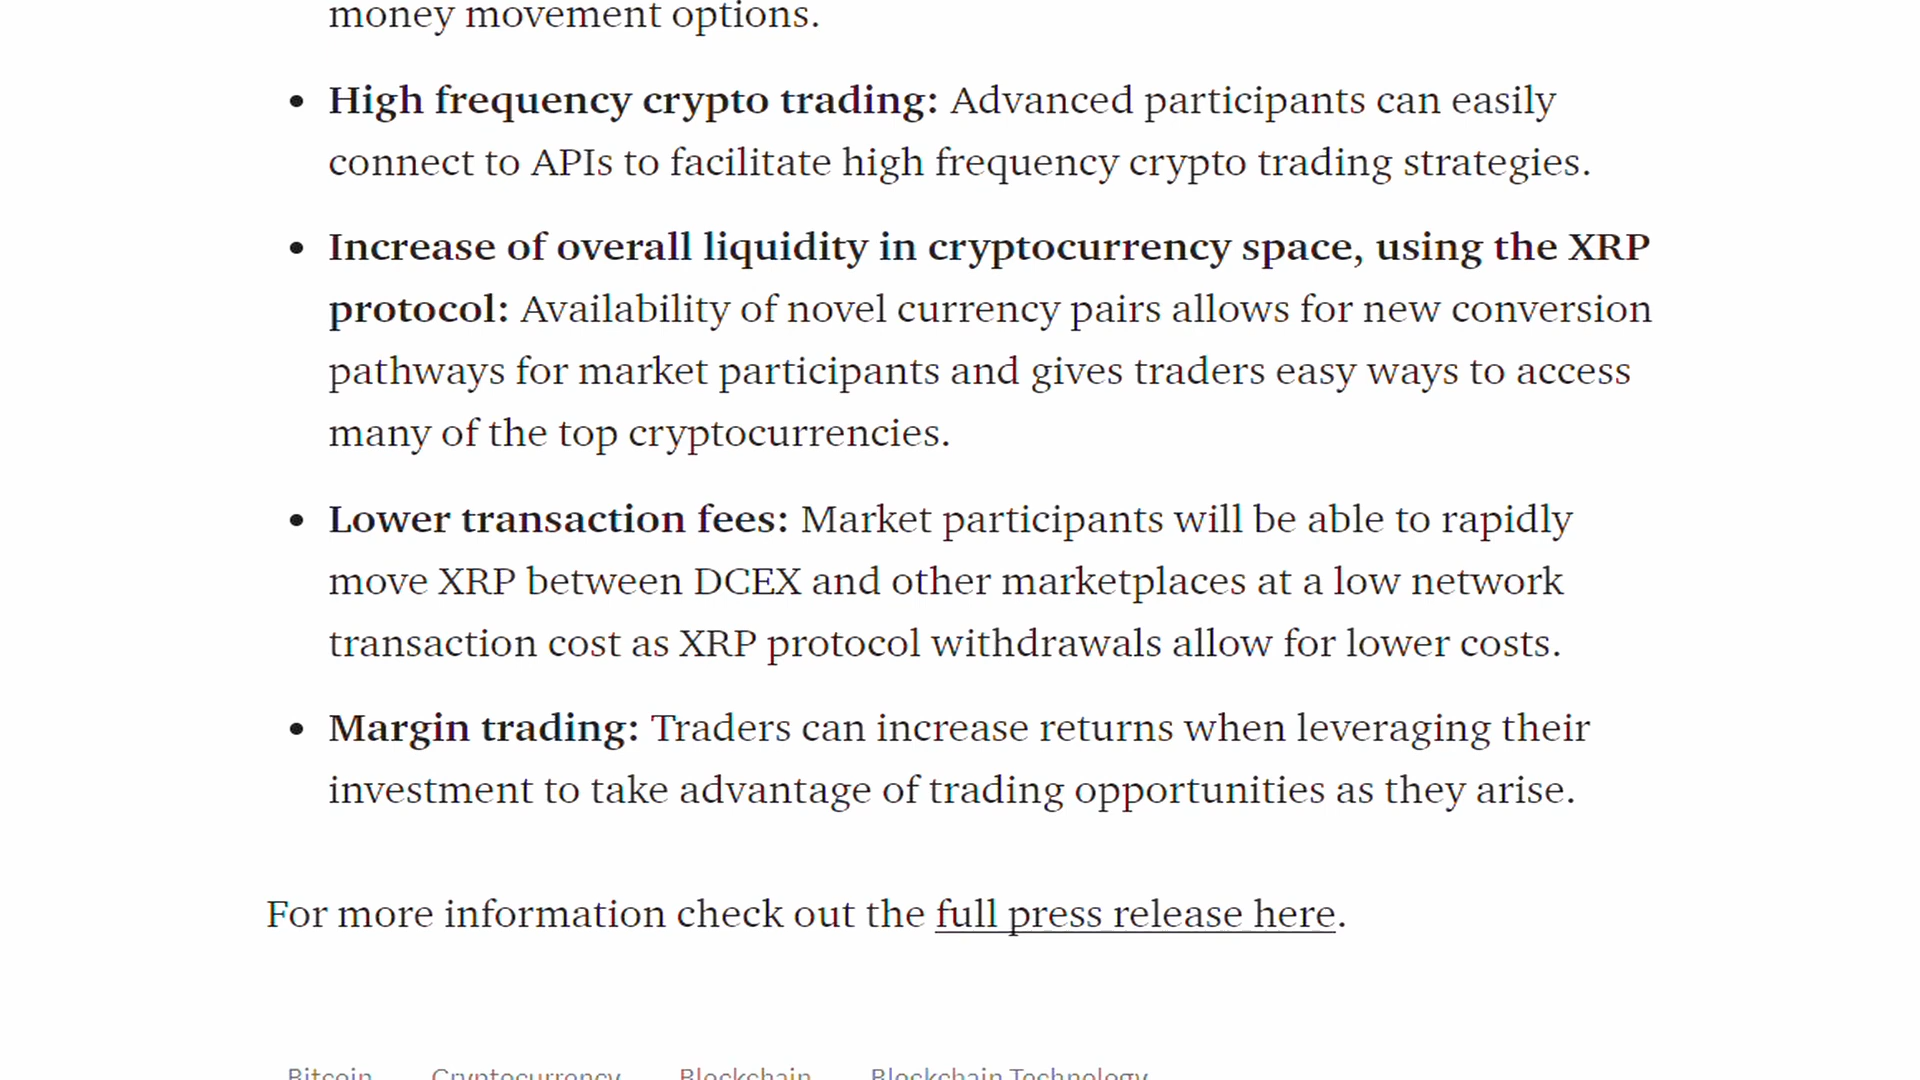 money movement options.
• High frequency crypto trading: Advanced participants can easily
connect to APIs to facilitate high frequency crypto trading strategies.
• Increase of overall liquidity in cryptocurrency space, using the XRP
protocol: Availability of novel currency pairs allows for new conversion
pathways for market participants and gives traders easy ways to access
many of the top cryptocurrencies.
• Lower transaction fees: Market participants will be able to rapidly
move XRP between DCEX and other marketplaces at a low network
transaction cost as XRP protocol withdrawals allow for lower costs.
• Margin trading: Traders can increase returns when leveraging their
investment to take advantage of trading opportunities as they arise.
For more information check out the full press release here.
Bitcoin Cryptocurrency Blockchain Blockchain Technology